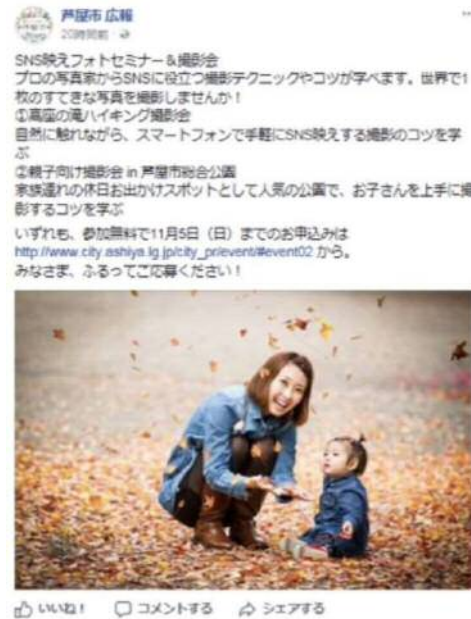 芦屋市 広報
20時間前
SNS映えフォトセミナー＆撮影会
プロの写真家からSNSに役立つ撮影テクニックやコツが学べます。世界で1
枚のすてきな写真を撮影しませんか！
①高座の滝ハイキング撮影会
自然に触れながら、スマートフォンで手軽にSNS映えする撮影のコツを学
ぶ
②親子向け撮影会 in 芦屋市総合公園
家族連れの休日お出かけスポットとして人気の公園で、お子さんを上手に撮
影するコツを学ぶ
いずれも、参加無料で11月5日（日）までのお申込みは
http://www.city.ashiya.lg.jp/city_pr/event/#event02 から。
みなさま、ふるってご応募ください！
いいね！ コメントする シェアする